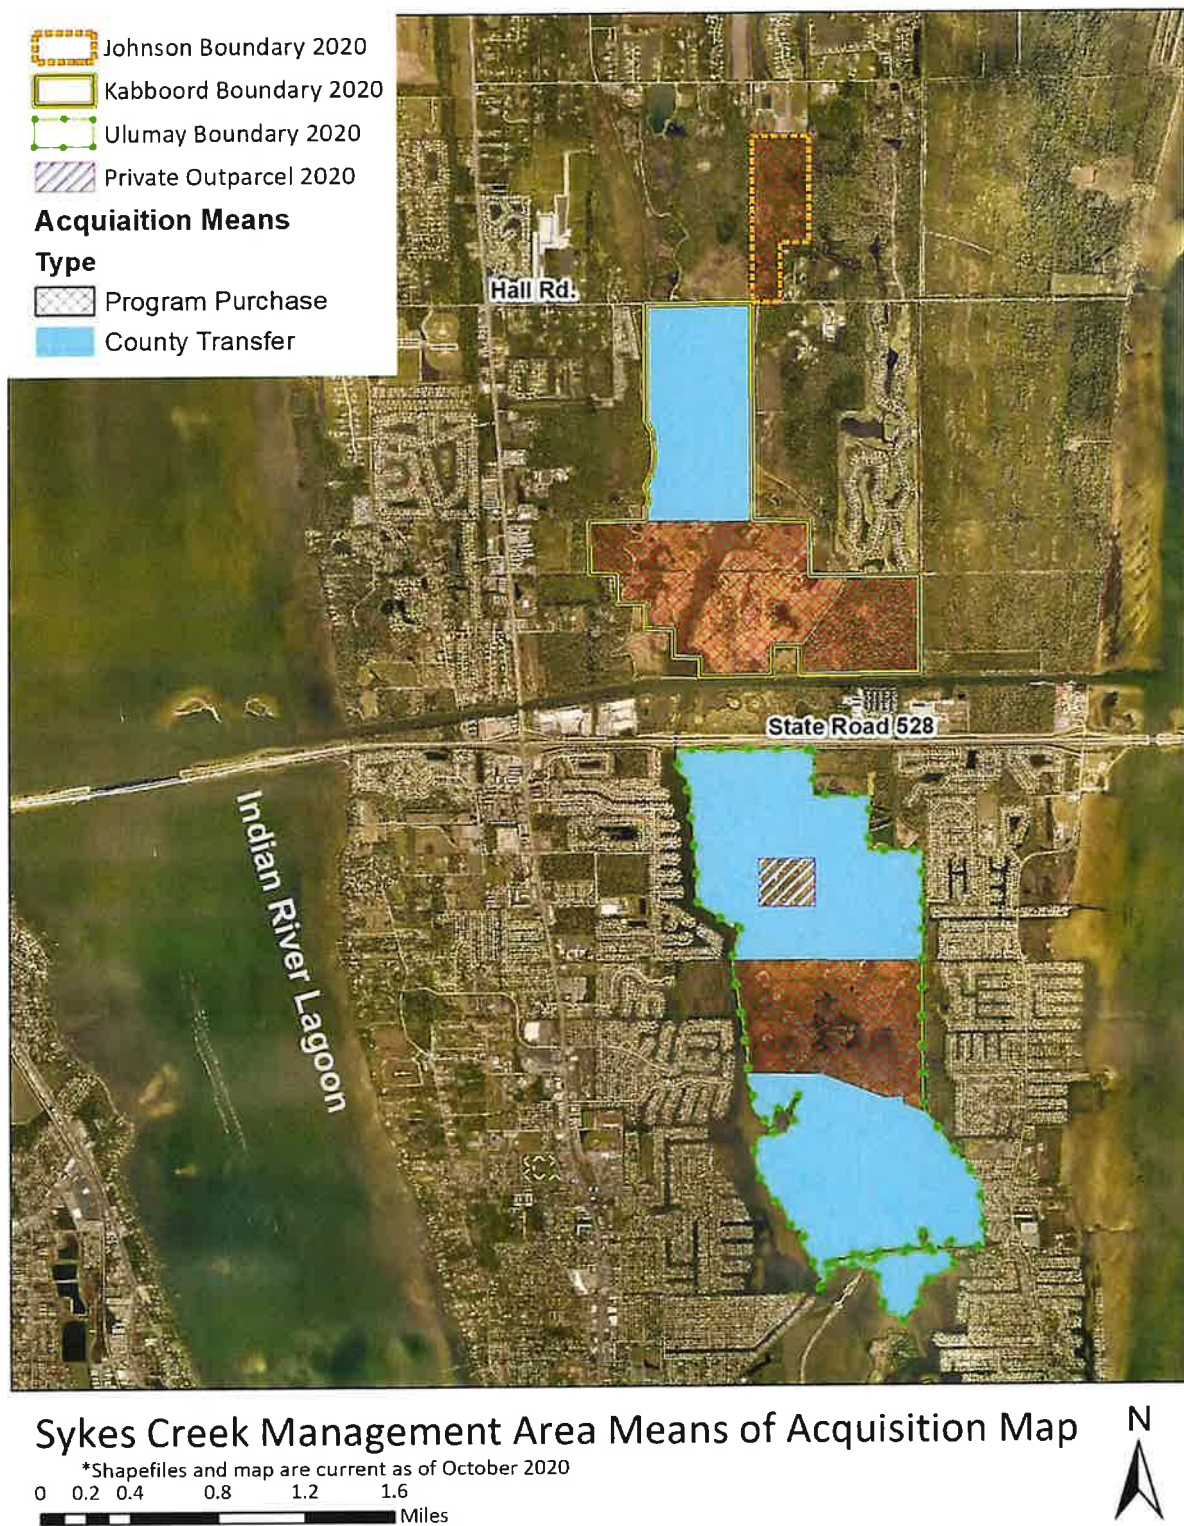 Johnson Boundary 2020
Kabboord Boundary 2020
Ulumay Boundary 2020
Private Outparcel 2020
Acquiaition Means
Type
Program Purchase
County Transfer
Hall Rd.
State Road 528
Indian River Lagoon
Sykes Creek Management Area Means of Acquisition Map
N
*Shapefiles and map are current as of October 2020
0 0.2 0.4 0.8 1.2 1.6
Miles